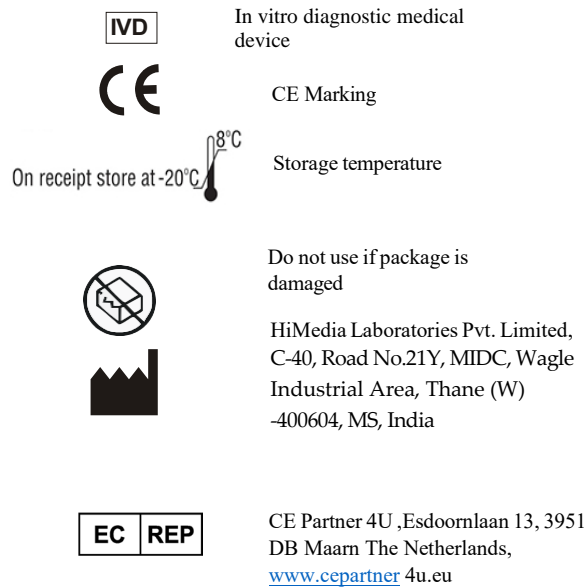 IVD
In vitro diagnostic medical
device
CE
CE Marking
8°C
On receipt store at -20°C
Storage temperature
Do not use if package is
damaged
HiMedia Laboratories Pvt. Limited,
C-40, Road No.21Y, MIDC, Wagle
Industrial Area, Thane (W)
-400604, MS, India
EC REP
CE Partner 4U ,Esdoornlaan 13, 3951
DB Maarn The Netherlands,
www.cepartner 4u.eu